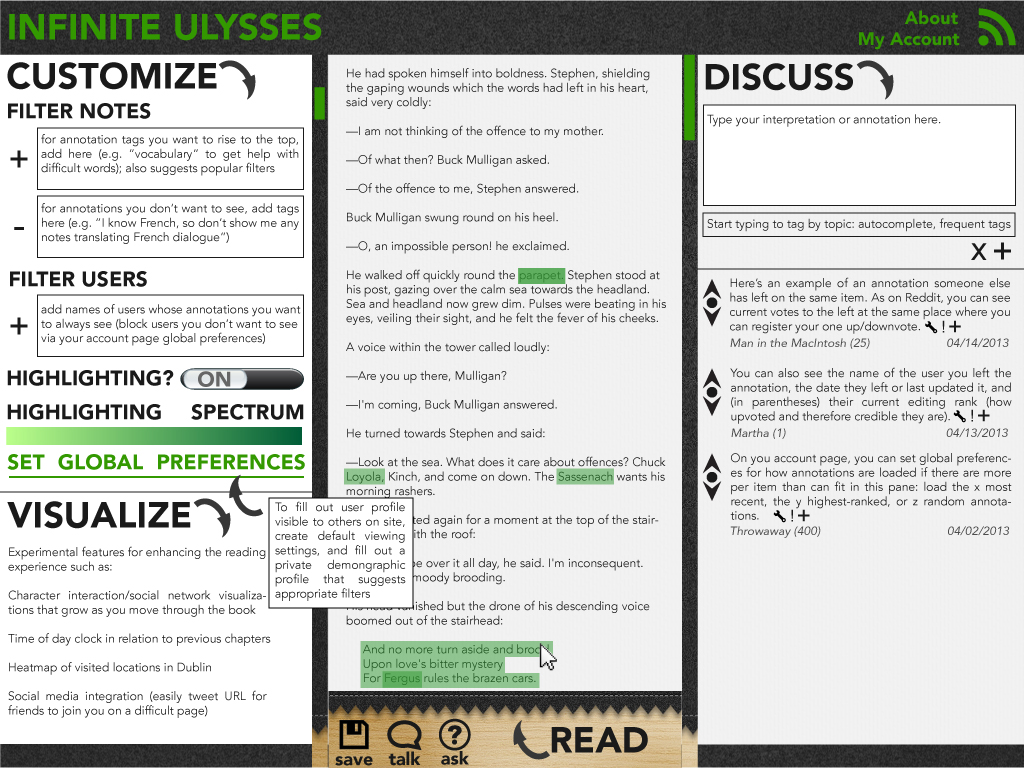 INFINITE ULYSSES
About
My Account
CUSTOMIZE
FILTER NOTES
+
for annotation tags you want to rise to the top,
add here (e.g. "vocabulary" to get help with
difficult words); also suggests popular filters
-
for annotations you don't want to see, add tags
here (e.g. "I know French, so don't show me any
notes translating French dialogue")
FILTER USERS
+
add names of users whose annotations you want
to always see (block users you don't want to see
via your account page global preferences)
HIGHLIGHTING? ON
HIGHLIGHTING SPECTRUM
SET GLOBAL PREFERENCES
To fill out user profile
visible to others on site,
create default viewing
settings, and fill out a
private demongraphic
profile that suggests
appropriate filters
VISUALIZE
Experimental features for enhancing the reading
experience such as:
Character interaction/social network visualiza-
tions that grow as you move through the book
Time of day clock in relation to previous chapters
Heatmap of visited locations in Dublin
Social media integration (easily tweet URL for
friends to join you on a difficult page)
He had spoken himself into boldness. Stephen, shielding
the gaping wounds which the words had left in his heart,
said very coldly:
—I am not thinking of the offence to my mother.
—Of what then? Buck Mulligan asked.
—Of the offence to me, Stephen answered.
Buck Mulligan swung round on his heel.
—O, an impossible person! he exclaimed.
He walked off quickly round the parapet. Stephen stood at
his post, gazing over the calm sea towards the headland.
Sea and headland now grew dim. Pulses were beating in his
eyes, veiling their sight, and he felt the fever of his cheeks.
A voice within the tower called loudly:
—Are you up there, Mulligan?
—I'm coming, Buck Mulligan answered.
He turned towards Stephen and said:
—Look at the sea. What does it care about offences? Chuck
Loyola, Kinch, and come on down. The Sassenach wants his
morning rashers.
ted again for a moment at the top of the stair-
ith the roof:
be over it all day, he said. I'm inconsequent.
moody brooding.
His head vanished but the drone of his descending voice
boomed out of the stairhead:
And no more turn aside and brood
Upon love's bitter mystery
For Fergus rules the brazen cars.
save talk ask
READ
DISCUSS
Type your interpretation or annotation here.
Start typing to tag by topic: autocomplete, frequent tags
X +
Here's an example of an annotation someone else
has left on the same item. As on Reddit, you can see
current votes to the left at the same place where you
can register your one up/downvote. ! +
Man in the MacIntosh (25) 04/14/2013
You can also see the name of the user you left the
annotation, the date they left or last updated it, and
(in parentheses) their current editing rank (how
upvoted and therefore credible they are). ! +
Martha (1) 04/13/2013
On you account page, you can set global preferenc-
es for how annotations are loaded if there are more
per item than can fit in this pane: load the x most
recent, the y highest-ranked, or z random annota-
tions. ! +
Throwaway (400) 04/02/2013